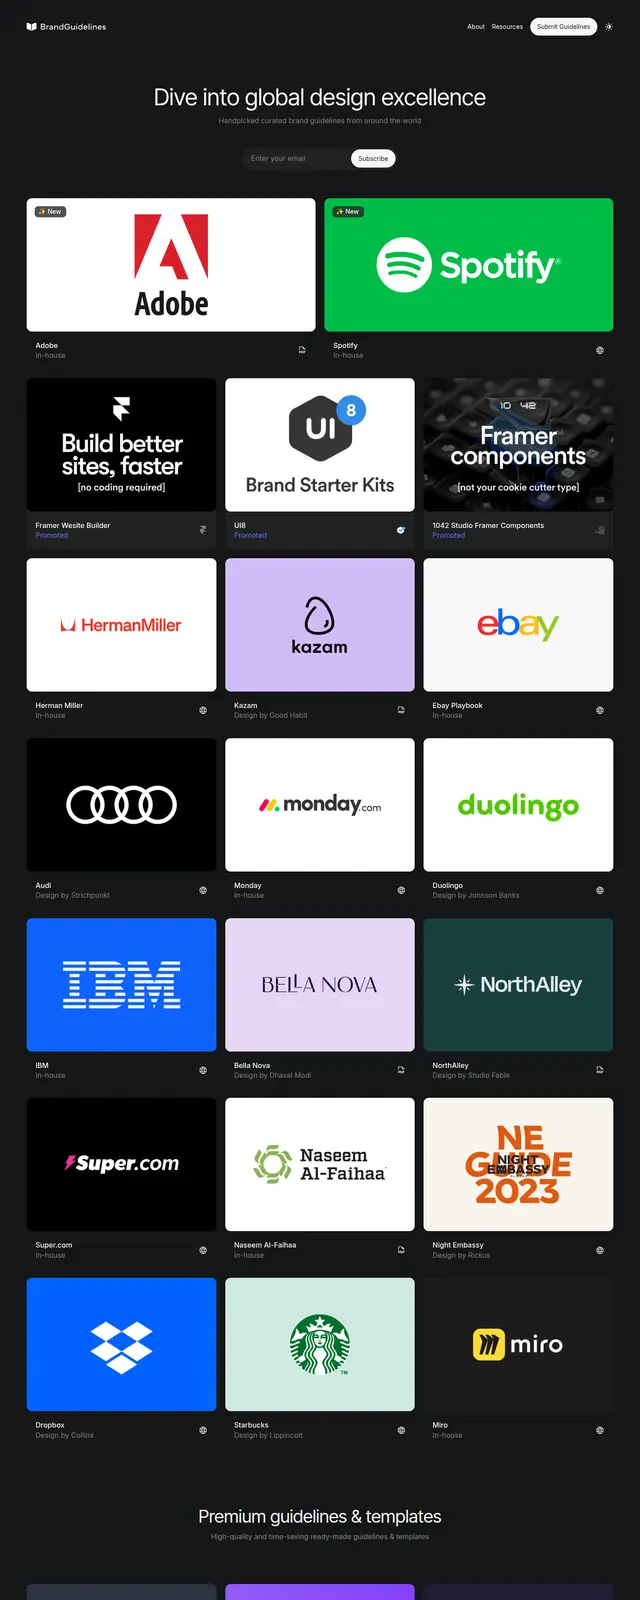 BrandGuidelines
About
Resources
Submit Guidelines
Dive into global design excellence
Handpicked curated brand guidelines from around the world
Enter your email
Subscribe
✨ New
Adobe
✨ New
Spotify®
Adobe
In-house
Spotify
In-house
Build better
sites, faster
[no coding required]
UI 8
Brand Starter Kits
10 42
Framer
components
[not your cookie cutter type]
Framer Wesite Builder
Promoted
UI8
Promoted
1042 Studio Framer Components
Promoted
HermanMiller
kazam
ebay
Herman Miller
In-house
Kazam
Design by Good Habit
Ebay Playbook
In-house
monday.com
duolingo
Audi
Design by Strichpunkt
Monday
In-house
Duolingo
Design by Johnson Banks
IBM
BELLA NOVA
NorthAlley
IBM
In-house
Bella Nova
Design by Dhaval Modi
NorthAlley
Design by Studio Fable
Super.com
Naseem
Al-Faihaa
NE
GUIDE
NIGHT
EMBASSY
2023
Super.com
In-house
Naseem Al-Faihaa
In-house
Night Embassy
Design by Rickus
TM
miro
Dropbox
Design by Collins
Starbucks
Design by Lippincott
Miro
In-house
Premium guidelines & templates
High-quality and time-saving ready-made guidelines & templates